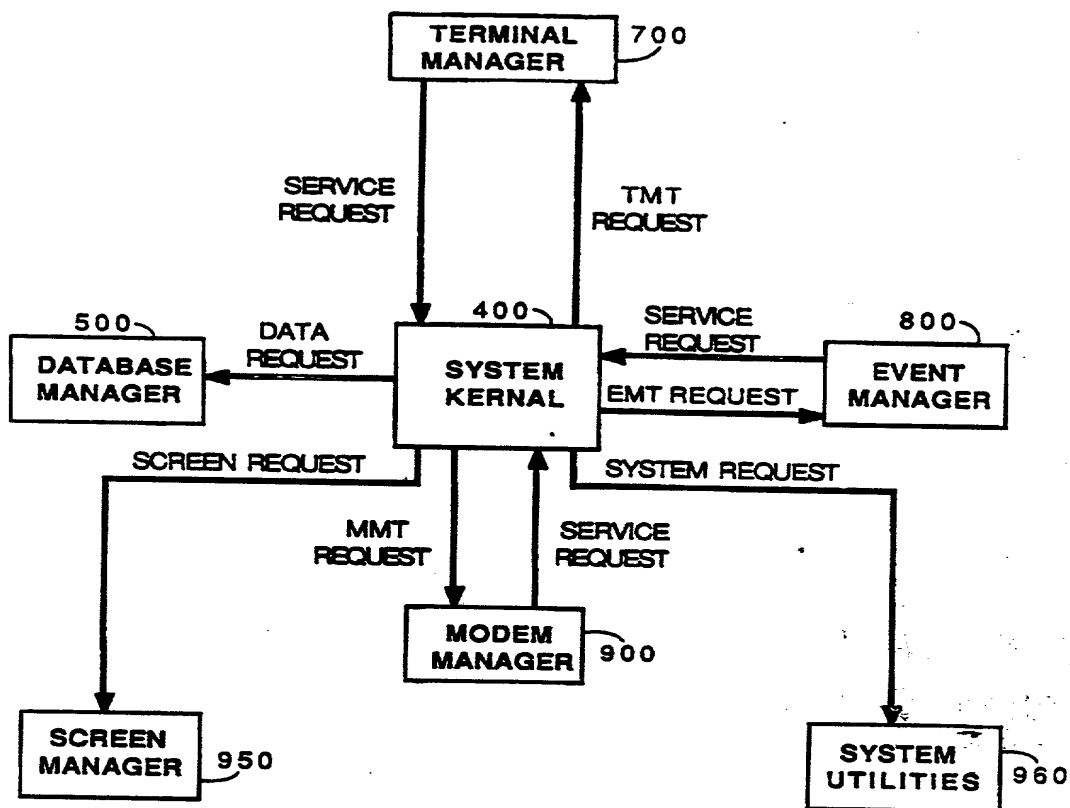 TERMINAL
MANAGER
700
SERVICE
REQUEST
TMT
REQUEST
500
DATABASE
MANAGER
DATA
REQUEST
400
SYSTEM
KERNAL
SERVICE
REQUEST
EMT REQUEST
800
EVENT
MANAGER
SCREEN REQUEST
SYSTEM REQUEST
MMT
REQUEST
SERVICE
REQUEST
MODEM
MANAGER
900
SCREEN
MANAGER
950
SYSTEM
UTILITIES
960